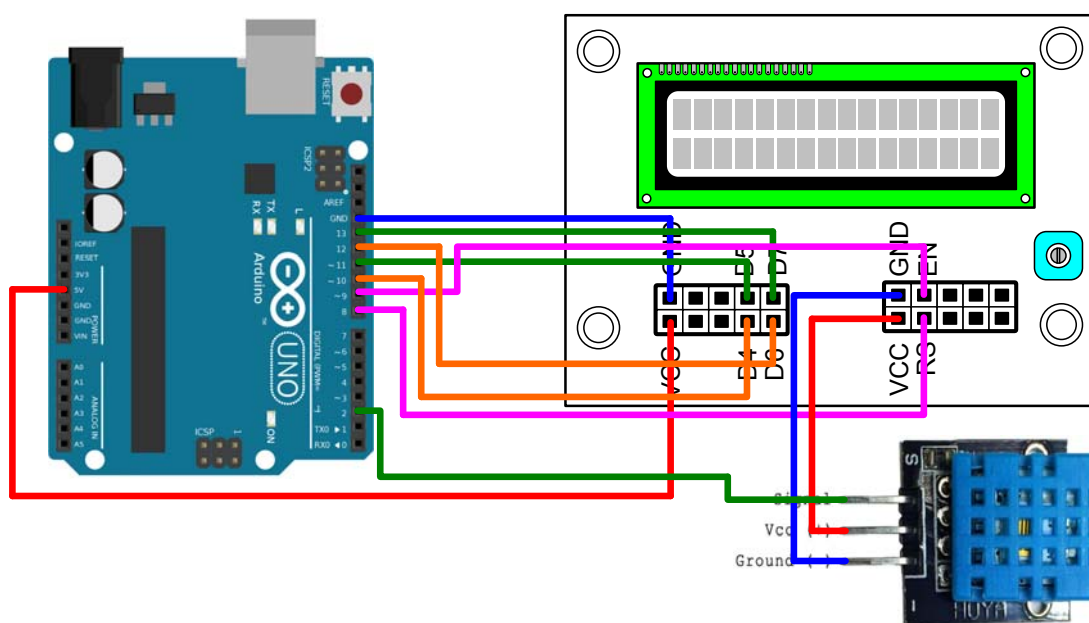 RESET
ICSP2
AREF
GND
13
12
~11
~10
~9
8
7
~6
~5
4
~3
2
TX0 ▶ 1
RX0 ◀ 0
DIGITAL (PWM~
TX
RX
L
Arduino
™
UNO
ON
ICSP
1
IOREF
RESET
3V3
5V
GND
GND
VIN
POWER
A0
A1
A2
A3
A4
A5
ANALOG IN
GND
D5
D7
VCC
D4
D6
GND
EN
VCC
RS
S
Signal
Vcc (+)
Ground (-)
HUYA